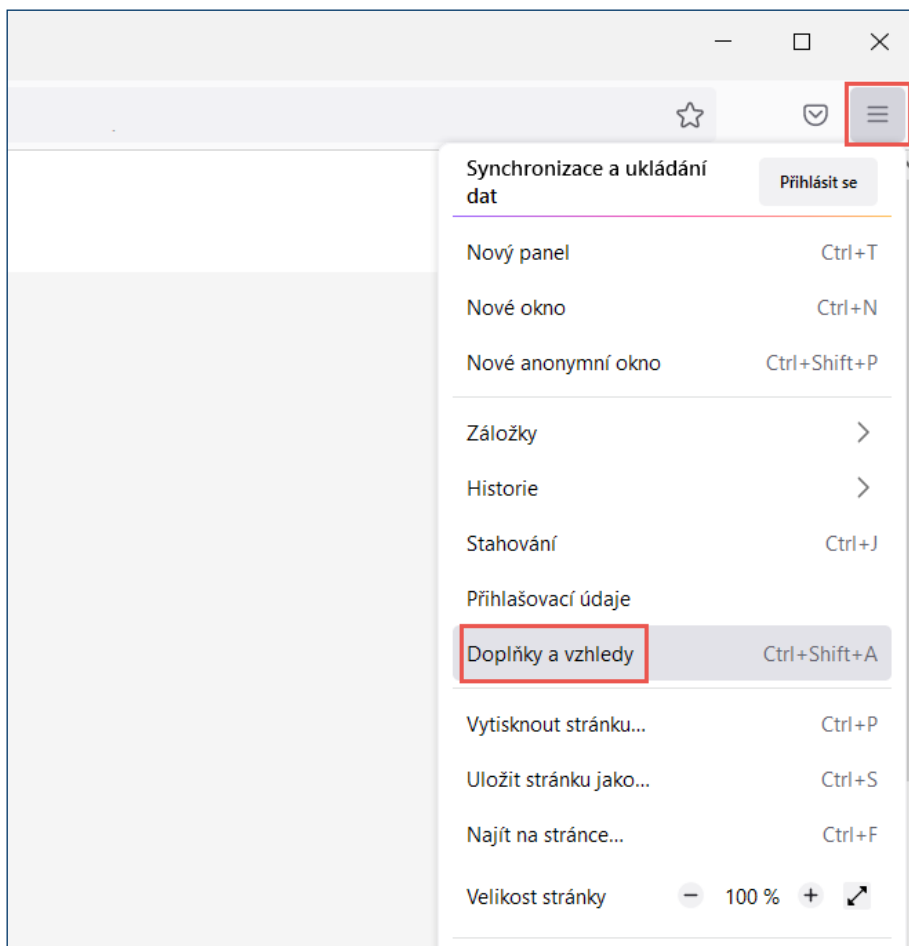 Synchronizace a ukládání
dat
Přihlásit se
Nový panel Ctrl+T
Nové okno Ctrl+N
Nové anonymní okno Ctrl+Shift+P
Záložky
Historie
Stahování Ctrl+J
Přihlašovací údaje
Doplňky a vzhledy Ctrl+Shift+A
Vytisknout stránku... Ctrl+P
Uložit stránku jako... Ctrl+S
Najít na stránce... Ctrl+F
Velikost stránky − 100 % +